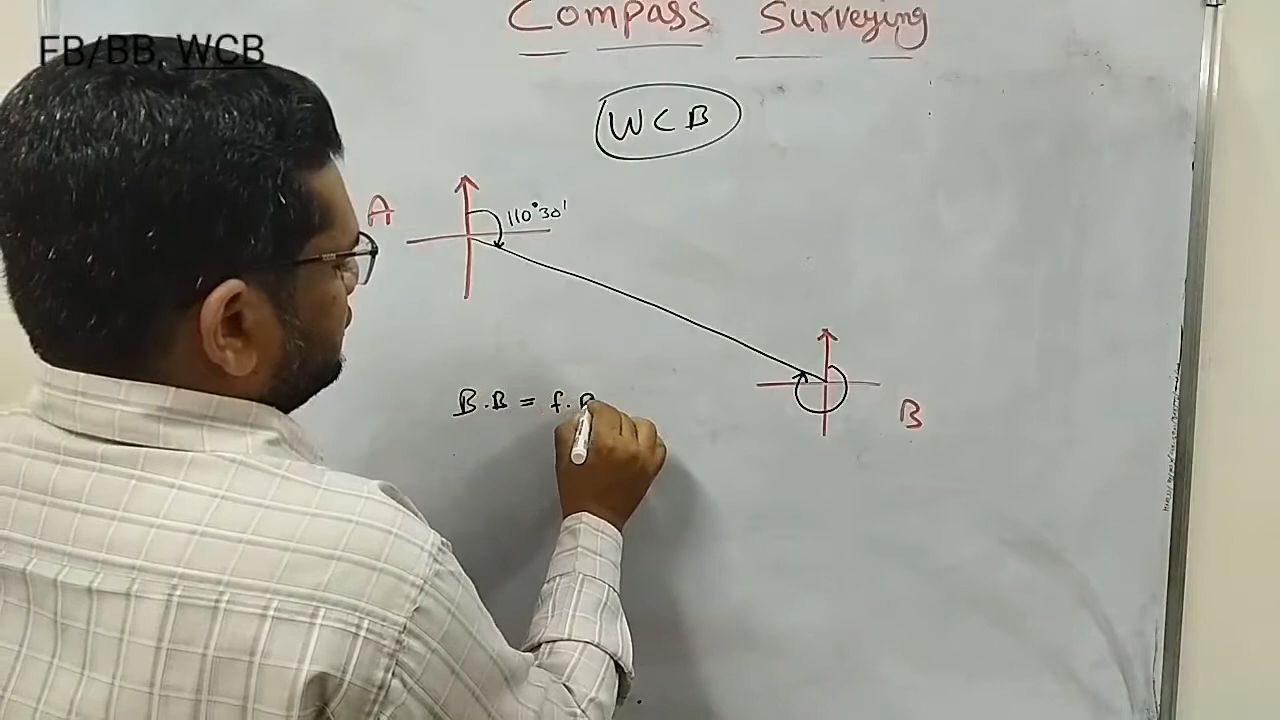 Compass Surveying
FB/BB, WCB
WCB
A
110°30'
B.B = f.B
B